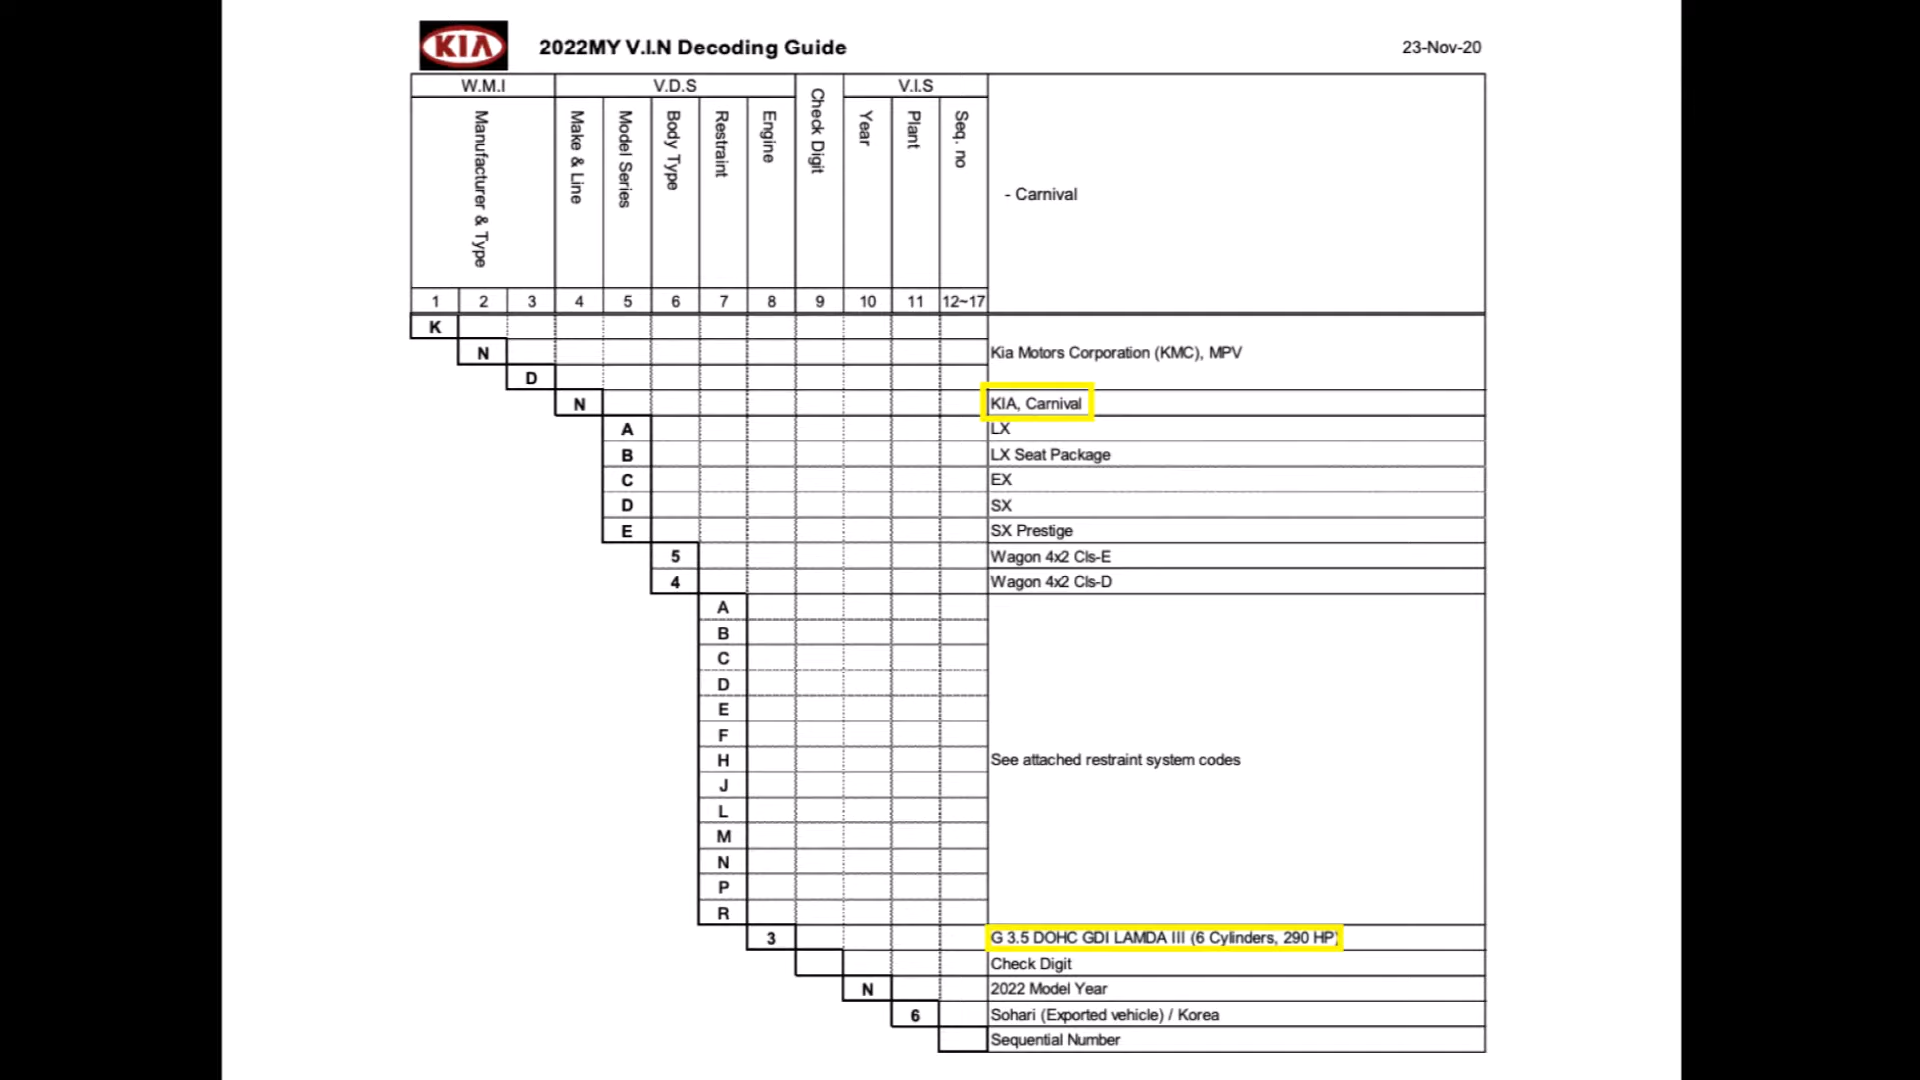 KIA 2022MY V.I.N Decoding Guide 23-Nov-20
W.M.I V.D.S Check Digit V.I.S
Manufacturer & Type Make & Line Model Series Body Type Restraint Engine Year Plant Seq. no
- Carnival
1 2 3 4 5 6 7 8 9 10 11 12~17
K
N Kia Motors Corporation (KMC), MPV
D
N KIA, Carnival
A LX
B LX Seat Package
C EX
D SX
E SX Prestige
5 Wagon 4x2 Cls-E
4 Wagon 4x2 Cls-D
A
B
C
D
E
F
H See attached restraint system codes
J
L
M
N
P
R
3 G 3.5 DOHC GDI LAMDA III (6 Cylinders, 290 HP)
Check Digit
N 2022 Model Year
6 Sohari (Exported vehicle) / Korea
Sequential Number